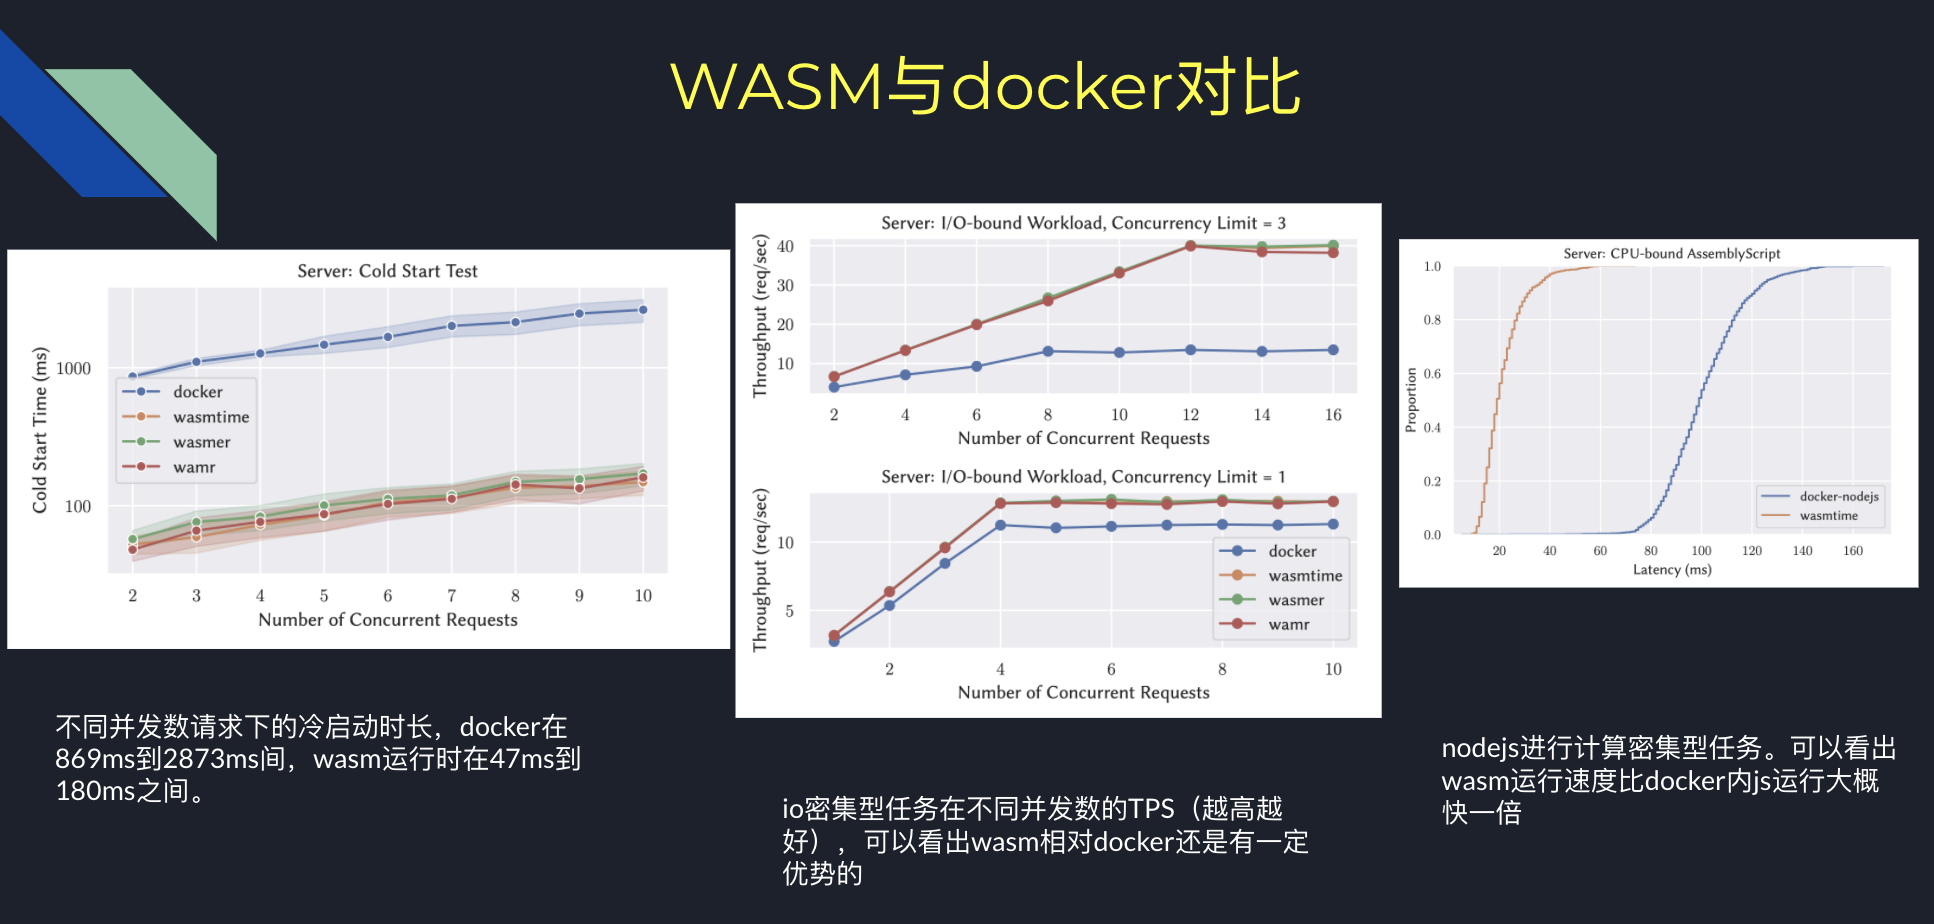 WASM与docker对比
Server: Cold Start Test
Cold Start Time (ms)
1000
100
docker
wasmtime
wasmer
wamr
2 3 4 5 6 7 8 9 10
Number of Concurrent Requests
不同并发数请求下的冷启动时长，docker在
869ms到2873ms间，wasm运行时在47ms到
180ms之间。
Server: I/O-bound Workload, Concurrency Limit = 3
Throughput (req/sec)
40
30
20
10
2 4 6 8 10 12 14 16
Number of Concurrent Requests
Server: I/O-bound Workload, Concurrency Limit = 1
Throughput (req/sec)
10
5
docker
wasmtime
wasmer
wamr
2 4 6 8 10
Number of Concurrent Requests
io密集型任务在不同并发数的TPS（越高越
好），可以看出wasm相对docker还是有一定
优势的
Server: CPU-bound AssemblyScript
Proportion
1.0
0.8
0.6
0.4
0.2
0.0
docker-nodejs
wasmtime
20 40 60 80 100 120 140 160
Latency (ms)
nodejs进行计算密集型任务。可以看出
wasm运行速度比docker内js运行大概
快一倍